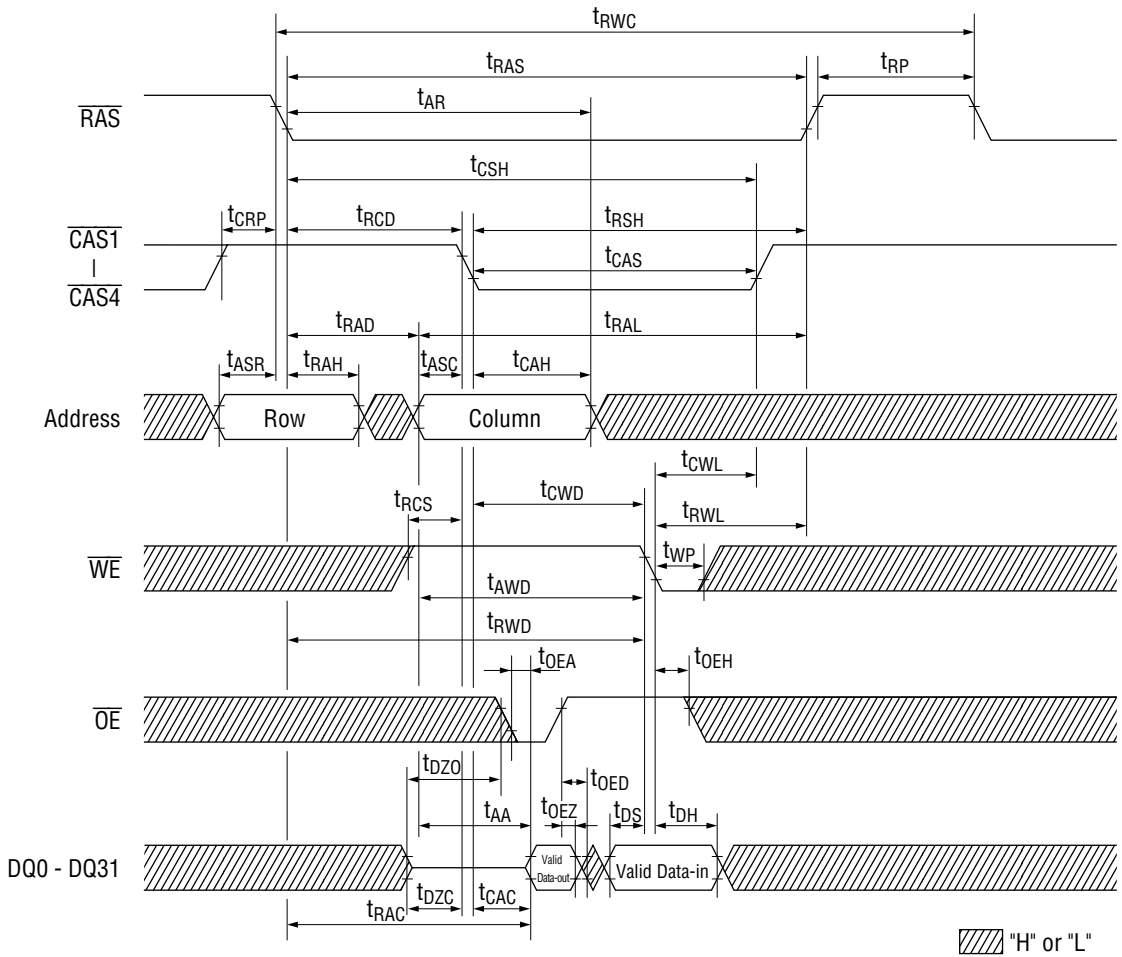 tRWC
tRAS
tRP
tAR
RAS
tCSH
tCRP
tRCD
tRSH
CAS1
tCAS
CAS4
tRAD
tRAL
tASR
tRAH
tASC
tCAH
Address
Row
Column
tCWL
tCWD
tRCS
tRWL
tWP
WE
tAWD
tRWD
tOEA
tOEH
OE
tDZO
tOED
tAA
tOEZ
tDS
tDH
DQ0 - DQ31
Valid
Data-out
Valid Data-in
tDZC
tCAC
tRAC
"H" or "L"